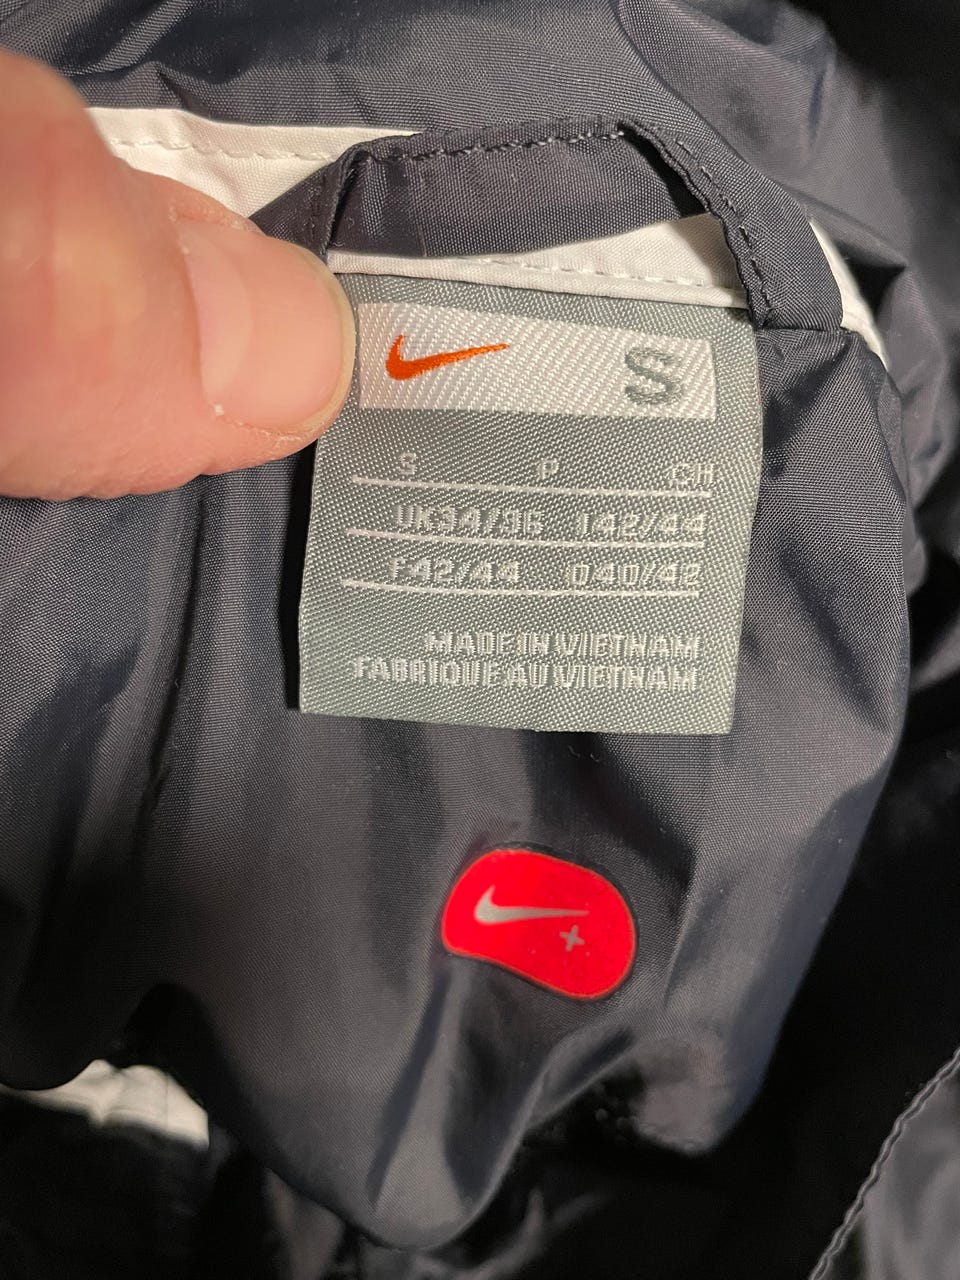 S
S P CH
UK34/36 I42/44
F42/44 D40/42
MADE IN VIETNAM
FABRIQUE AU VIETNAM
+